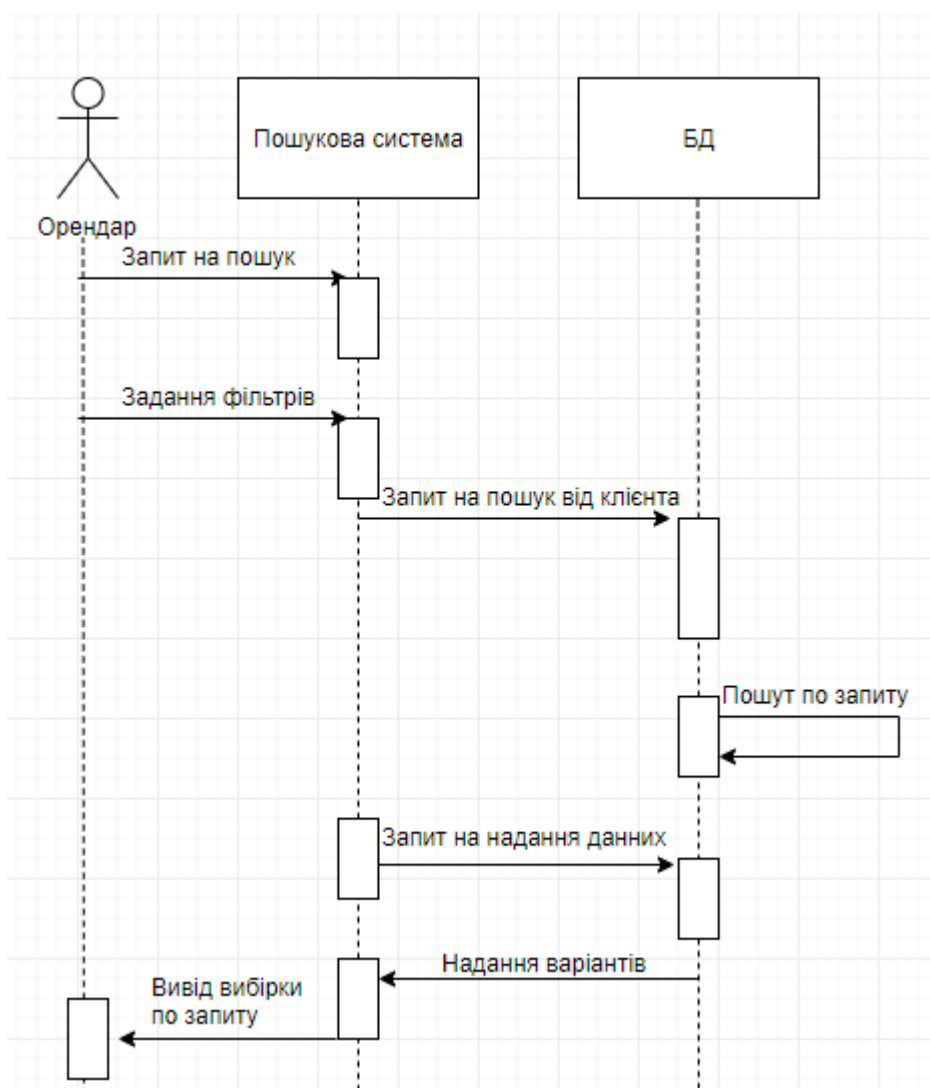 Пошукова система
БД
Орендар
Запит на пошук
Задання фільтрів
Запит на пошук від клієнта
Пошут по запиту
Запит на надання данних
Надання варіантів
Вивід вибірки
по запиту